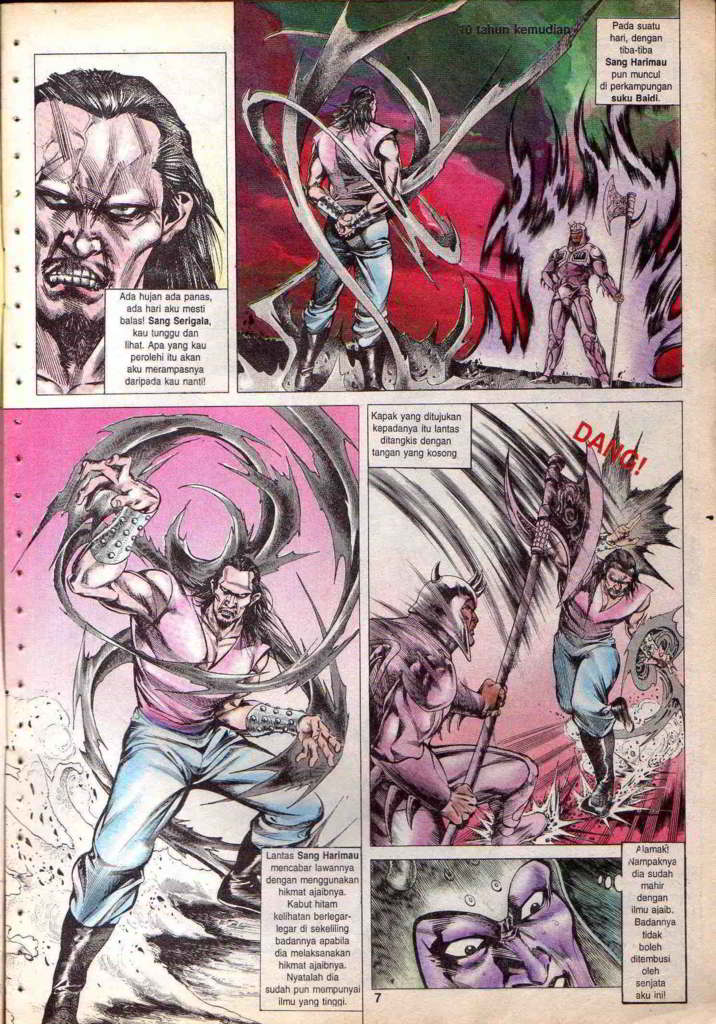 Ada hujan ada panas,
ada hari aku mesti
balas! Sang Serigala,
kau tunggu dan
lihat. Apa yang kau
perolehi itu akan
aku merampasnya
daripada kau nanti!
10 tahun kemudian
Pada suatu
hari, dengan
tiba-tiba
Sang Harimau
pun muncul
di perkampungan
suku Baidi.
Lantas Sang Harimau
mencabar lawannya
dengan menggunakan
hikmat ajaibnya.
Kabut hitam
kelihatan berlegar-
legar di sekeliling
badannya apabila
dia melaksanakan
hikmat ajaibnya.
Nyatalah dia
sudah pun mempunyai
ilmu yang tinggi.
Kapak yang ditujukan
kepadanya itu lantas
ditangkis dengan
tangan yang kosong
DANG!
Alamak!
Nampaknya
dia sudah
mahir
dengan
ilmu ajaib.
Badannya
tidak
boleh
ditembusi
oleh
senjata
aku ini!
7